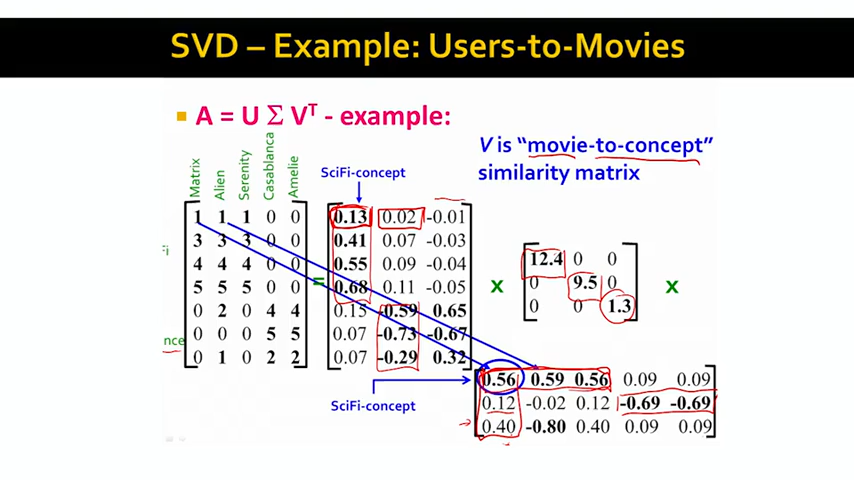 SVD – Example: Users-to-Movies
A = U Σ Vᵀ - example:
V is “movie-to-concept”
similarity matrix
Matrix
Alien
Serenity
Casablanca
Amelie
SciFi-concept
1 1 1 0 0
3 3 3 0 0
4 4 4 0 0
5 5 5 0 0
0 2 0 4 4
0 0 0 5 5
0 1 0 2 2
=
0.13 0.02 -0.01
0.41 0.07 -0.03
0.55 0.09 -0.04
0.68 0.11 -0.05
0.15 -0.59 0.65
0.07 -0.73 -0.67
0.07 -0.29 0.32
x
12.4 0 0
0 9.5 0
0 0 1.3
x
0.56 0.59 0.56 0.09 0.09
0.12 -0.02 0.12 -0.69 -0.69
0.40 -0.80 0.40 0.09 0.09
SciFi-concept
nce